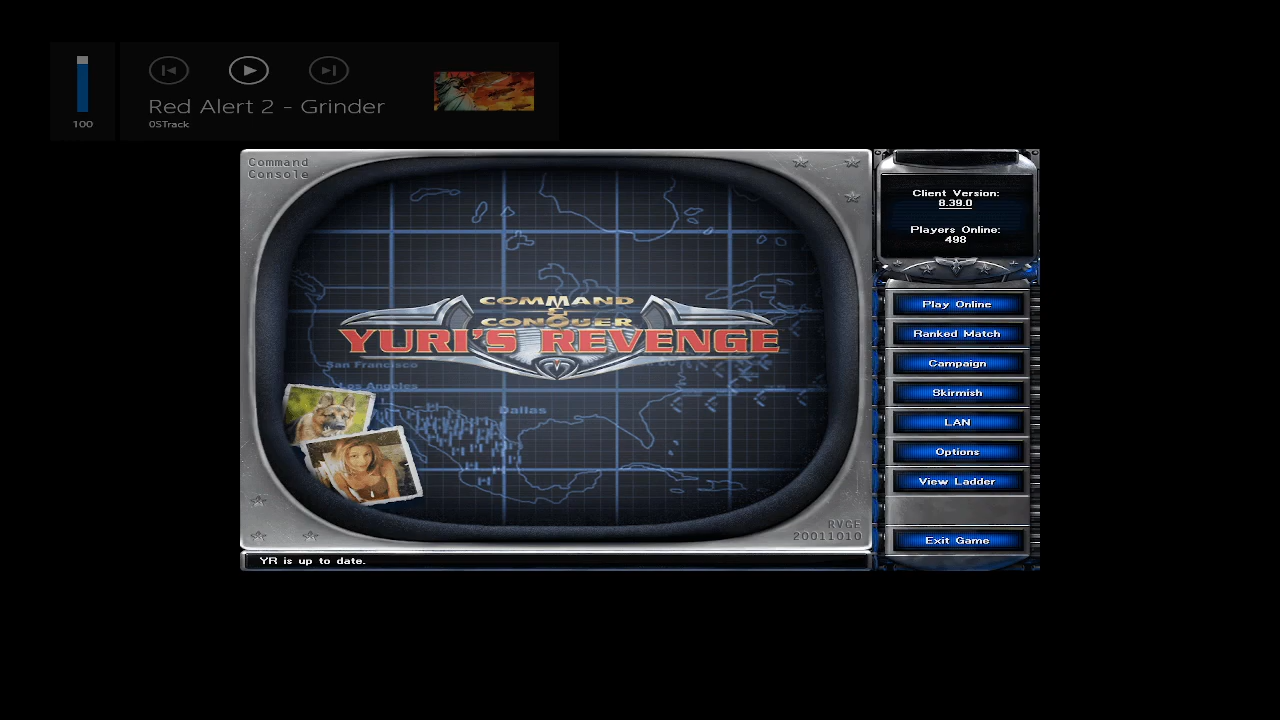 100
Red Alert 2 - Grinder
OSTrack
Command
Console
Client Version:
8.39.0
Players Online:
498
COMMAND
&
CONQUER
YURI'S REVENGE
San Francisco
Los Angeles
Dallas
Play Online
Ranked Match
Campaign
Skirmish
LAN
Options
View Ladder
Exit Game
RVGE
20011010
YR is up to date.